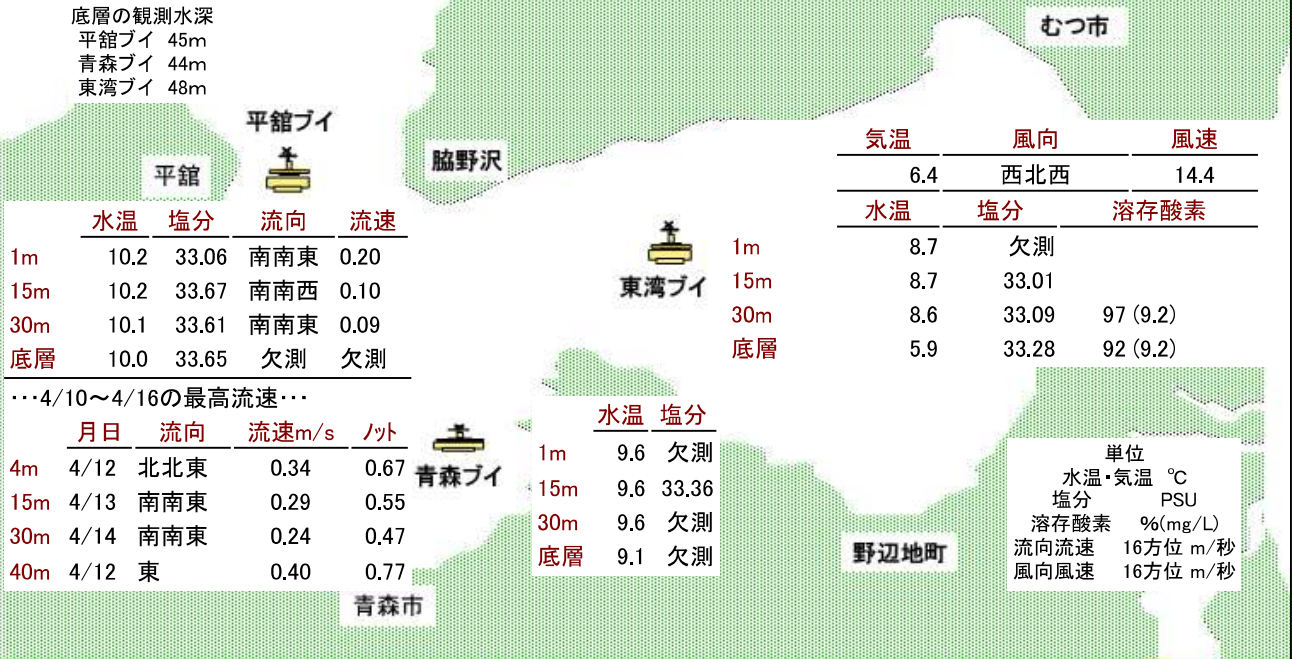 底層の観測水深
平舘ブイ 45m
青森ブイ 44m
東湾ブイ 48m
むつ市
平舘ブイ
脇野沢
平舘
水温 塩分 流向 流速
1m 10.2 33.06 南南東 0.20
15m 10.2 33.67 南南西 0.10
30m 10.1 33.61 南南東 0.09
底層 10.0 33.65 欠測 欠測
気温 風向 風速
6.4 西北西 14.4
水温 塩分 溶存酸素
1m 8.7 欠測
15m 8.7 33.01
30m 8.6 33.09 97 (9.2)
底層 5.9 33.28 92 (9.2)
東湾ブイ
…4/10～4/16の最高流速…
月日 流向 流速m/s ノット
4m 4/12 北北東 0.34 0.67
15m 4/13 南南東 0.29 0.55
30m 4/14 南南東 0.24 0.47
40m 4/12 東 0.40 0.77
青森ブイ
水温 塩分
1m 9.6 欠測
15m 9.6 33.36
30m 9.6 欠測
底層 9.1 欠測
野辺地町
青森市
単位
水温・気温 ℃
塩分 PSU
溶存酸素 %(mg/L)
流向流速 16方位 m/秒
風向風速 16方位 m/秒